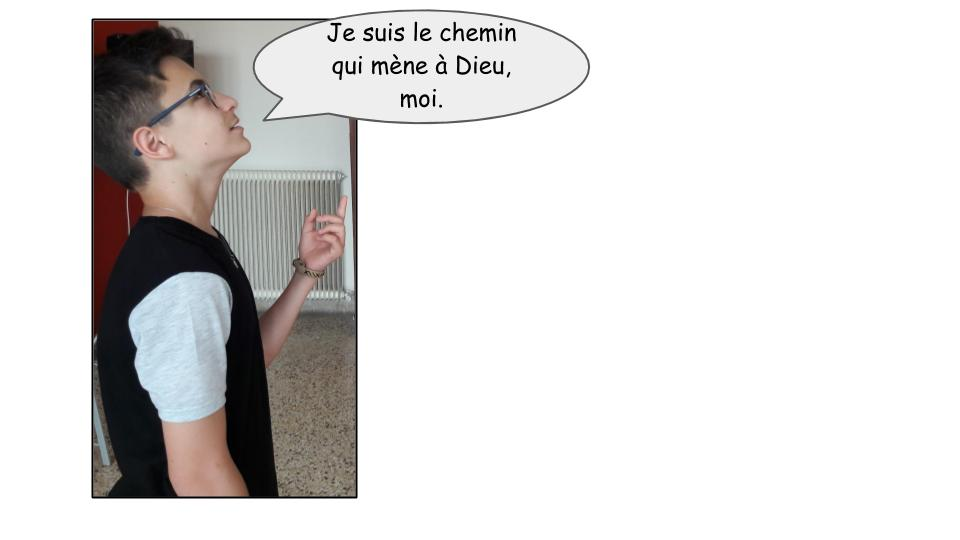 Je suis le chemin
qui mène à Dieu,
moi.